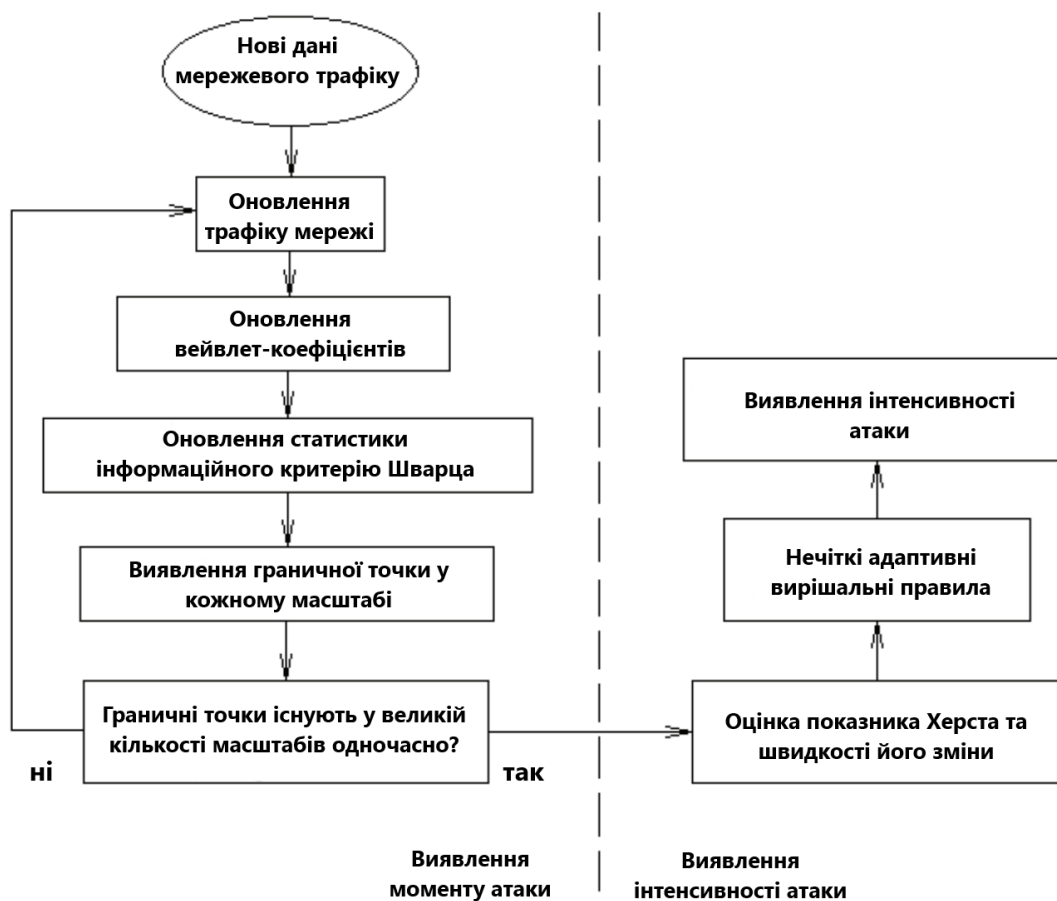 Нові дані
мережевого трафіку
Оновлення
трафіку мережі
Оновлення
вейвлет-коефіцієнтів
Оновлення статистики
інформаційного критерію Шварца
Виявлення граничної точки у
кожному масштабі
Граничні точки існують у великій
кількості масштабів одночасно?
ні
так
Оцінка показника Херста та
швидкості його зміни
Нечіткі адаптивні
вирішальні правила
Виявлення інтенсивності
атаки
Виявлення
моменту атаки
Виявлення
інтенсивності атаки